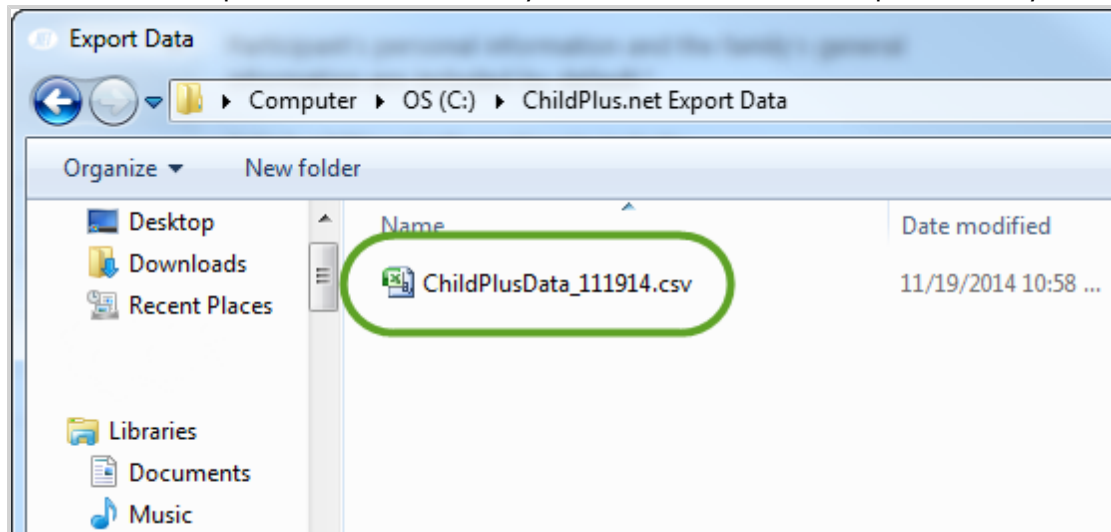 Export Data
Computer ▸ OS (C:) ▸ ChildPlus.net Export Data
Organize ▾ New folder
Desktop
Downloads
Recent Places
Libraries
Documents
Music
Name Date modified
ChildPlusData_111914.csv 11/19/2014 10:58 ...